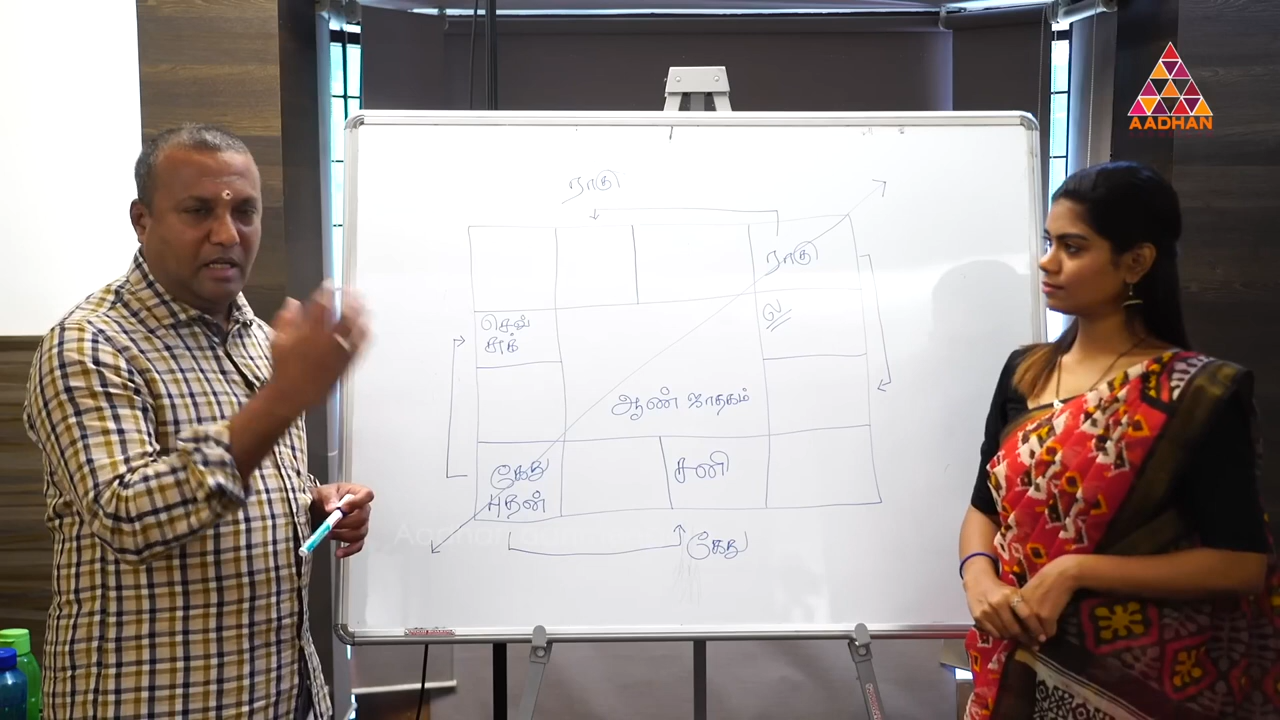 AADHAN
ராகு
ராகு
செவ்
சுக்
ல
ஆண் ஜாதகம்
கேது
புதன்
சனி
கேது